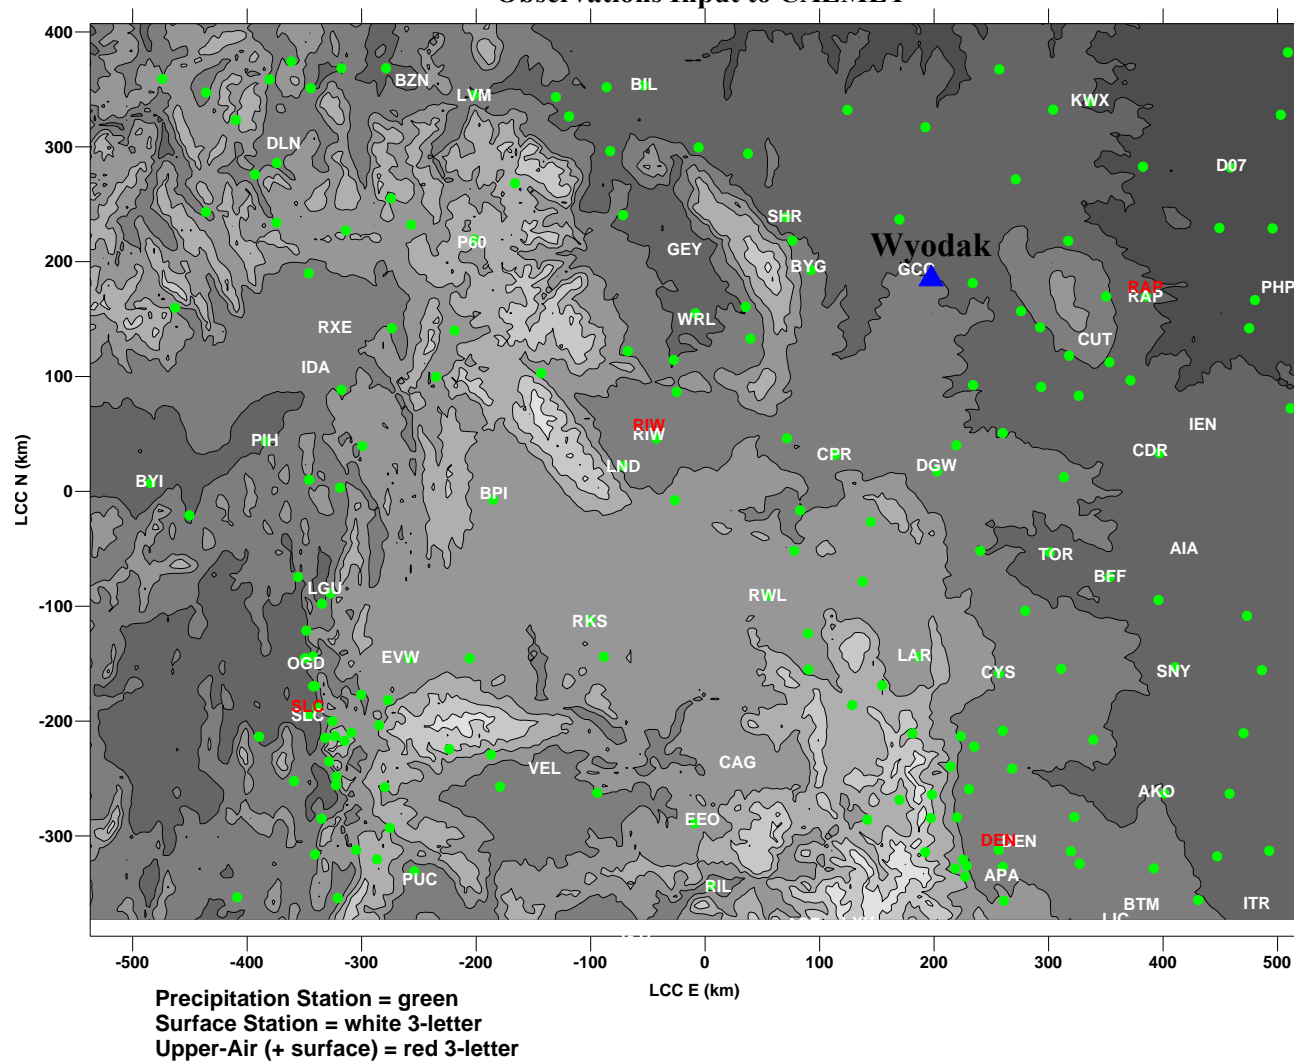 Observations Input to CALMET
400
BZN
BIL
LVM
KWX
300
DLN
D07
SHR
P60
GEY
Wyodak
200
BYG
GCC
RAP
RAP
PHP
WRL
RXE
CUT
100
IDA
RIW
RIW
IEN
PIH
CPR
CDR
LND
DGW
BYI
BPI
0
TOR
AIA
BFF
LGU
RWL
-100
RKS
OGD
EVW
LAR
CYS
SNY
SLC
SLC
-200
VEL
CAG
AKO
EEO
-300
DEN
DEN
PUC
RIL
APA
BTM
ITR
LIC
LCC N (km)
-500 -400 -300 -200 -100 0 100 200 300 400 500
LCC E (km)
Precipitation Station = green
Surface Station = white 3-letter
Upper-Air (+ surface) = red 3-letter